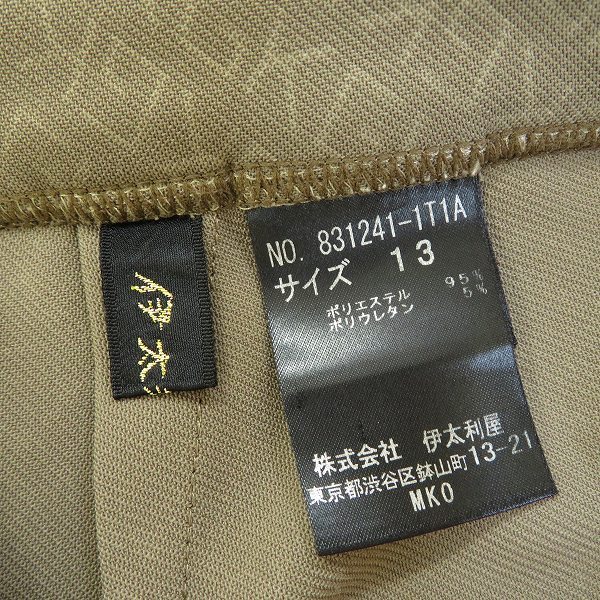 伊太
NO. 831241-1T1A
サイズ 13
ポリエステル 95%
ポリウレタン 5%
株式会社 伊太利屋
東京都渋谷区鉢山町13-21
MKO